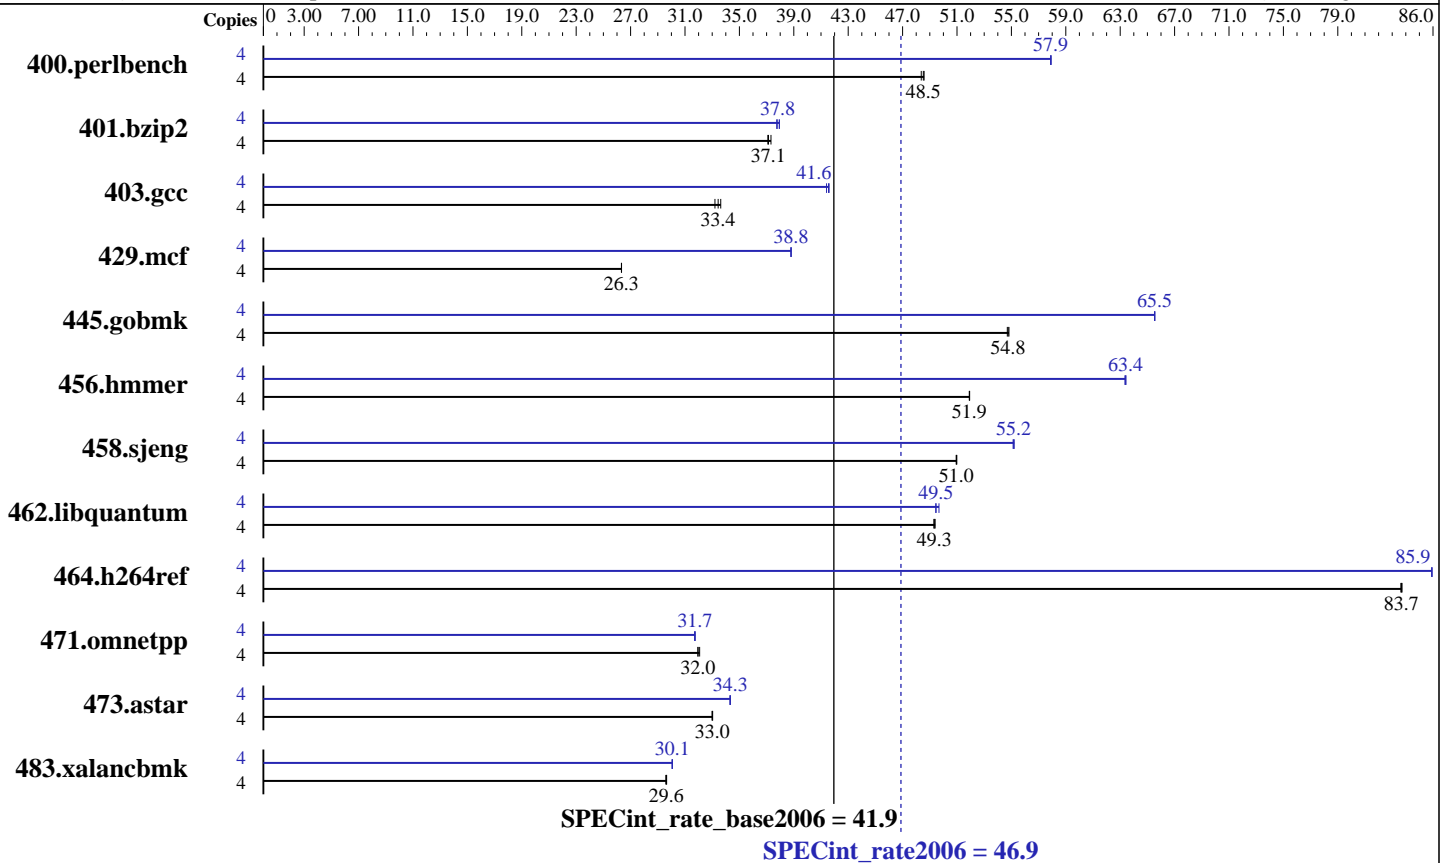 Copies 0 3.00 7.00 11.0 15.0 19.0 23.0 27.0 31.0 35.0 39.0 43.0 47.0 51.0 55.0 59.0 63.0 67.0 71.0 75.0 79.0 86.0
400.perlbench 4 57.9
4 48.5
401.bzip2 4 37.8
4 37.1
403.gcc 4 41.6
4 33.4
429.mcf 4 38.8
4 26.3
445.gobmk 4 65.5
4 54.8
456.hmmer 4 63.4
4 51.9
458.sjeng 4 55.2
4 51.0
462.libquantum 4 49.5
4 49.3
464.h264ref 4 85.9
4 83.7
471.omnetpp 4 31.7
4 32.0
473.astar 4 34.3
4 33.0
483.xalancbmk 4 30.1
4 29.6
SPECint_rate_base2006 = 41.9
SPECint_rate2006 = 46.9